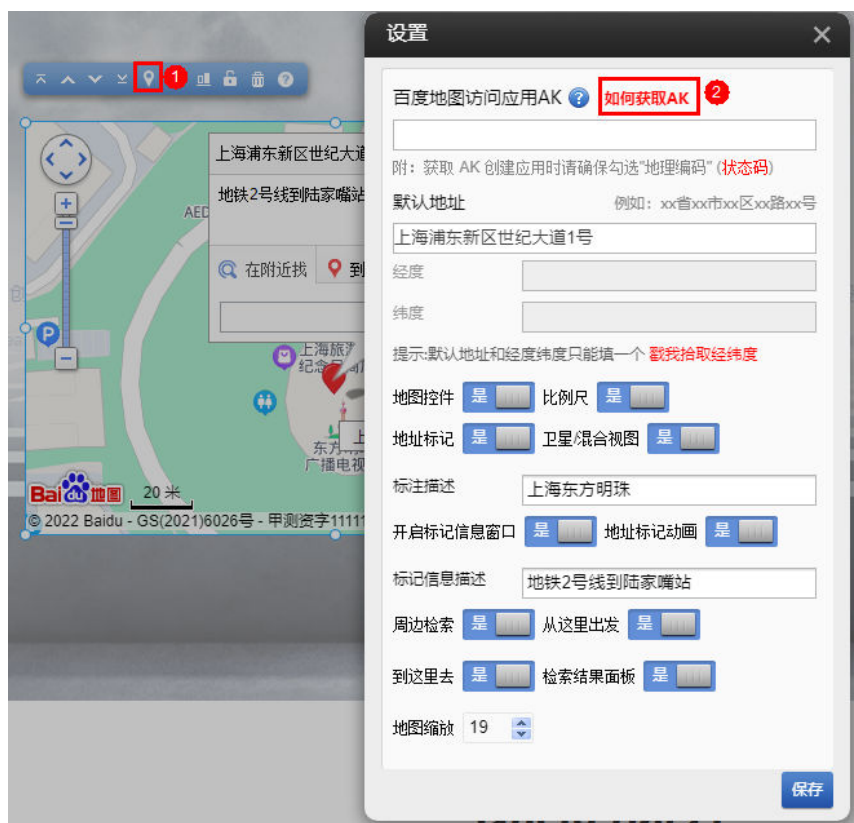 设置
百度地图访问应用AK
如何获取AK
1
2
附：获取 AK 创建应用时请确保勾选"地理编码" (状态码)
默认地址
例如：xx省xx市xx区xx路xx号
上海浦东新区世纪大道1号
经度
纬度
提示:默认地址和经度纬度只能填一个 戳我拾取经纬度
地图控件 是 比例尺 是
地址标记 是 卫星/混合视图 是
标注描述 上海东方明珠
开启标记信息窗口 是 地址标记动画 是
标记信息描述 地铁2号线到陆家嘴站
周边检索 是 从这里出发 是
到这里去 是 检索结果面板 是
地图缩放 19
保存
上海浦东新区世纪大道
地铁2号线到陆家嘴站
AED
在附近找 到
P
上海旅
纪念
东方
广播电视
上
Bai du 地图
20 米
© 2022 Baidu - GS(2021)6026号 - 甲测资字11111